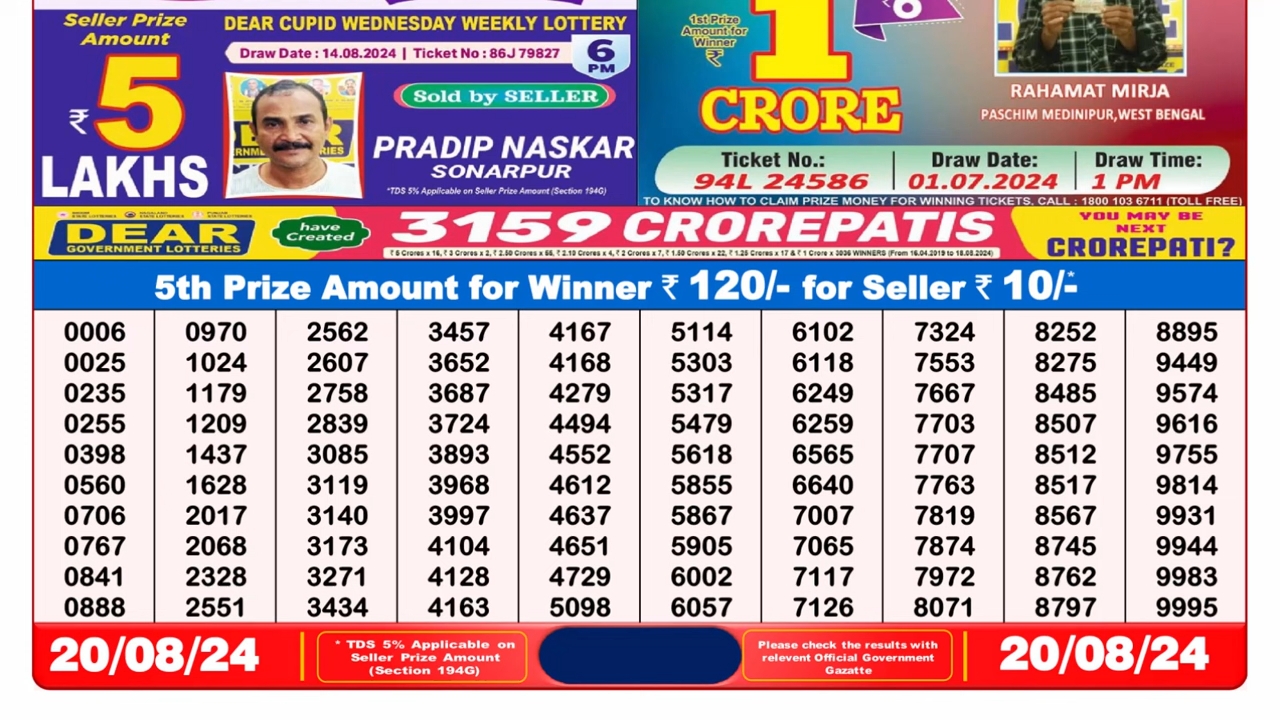 Seller Prize
Amount
₹5
LAKHS
DEAR CUPID WEDNESDAY WEEKLY LOTTERY
Draw Date : 14.08.2024 | Ticket No : 86J 79827
6
PM
Sold by SELLER
PRADIP NASKAR
SONARPUR
*TDS 5% Applicable on Seller Prize Amount (Section 194G)
1st Prize
Amount for
Winner
₹
1
CRORE
RAHAMAT MIRJA
PASCHIM MEDINIPUR,WEST BENGAL
Ticket No.: Draw Date: Draw Time:
94L 24586 01.07.2024 1 PM
TO KNOW HOW TO CLAIM PRIZE MONEY FOR WINNING TICKETS, CALL : 1800 103 6711 (TOLL FREE)
DEAR
GOVERNMENT LOTTERIES
have
Created
3159 CROREPATIS
YOU MAY BE
NEXT
CROREPATI?
5th Prize Amount for Winner ₹ 120/- for Seller ₹ 10/-*
0006 0970 2562 3457 4167 5114 6102 7324 8252 8895
0025 1024 2607 3652 4168 5303 6118 7553 8275 9449
0235 1179 2758 3687 4279 5317 6249 7667 8485 9574
0255 1209 2839 3724 4494 5479 6259 7703 8507 9616
0398 1437 3085 3893 4552 5618 6565 7707 8512 9755
0560 1628 3119 3968 4612 5855 6640 7763 8517 9814
0706 2017 3140 3997 4637 5867 7007 7819 8567 9931
0767 2068 3173 4104 4651 5905 7065 7874 8745 9944
0841 2328 3271 4128 4729 6002 7117 7972 8762 9983
0888 2551 3434 4163 5098 6057 7126 8071 8797 9995
20/08/24
* TDS 5% Applicable on
Seller Prize Amount
(Section 194G)
Please check the results with
relevent Official Government
Gazatte
20/08/24